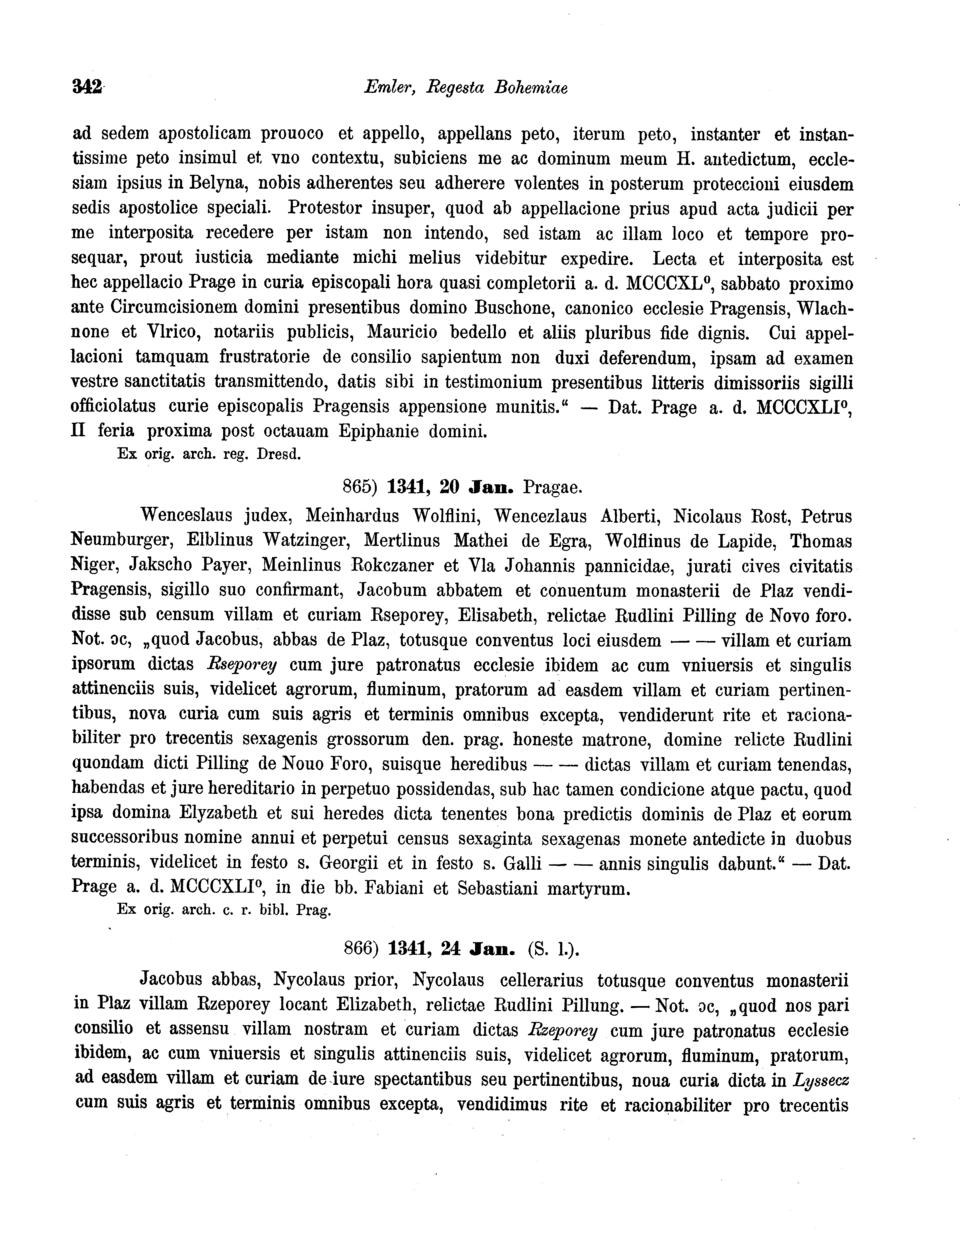 342 Emler, Regesta Bohemiae
ad sedem apostolicam prouoco et appello, appellans peto, iterum peto, instanter et instan-
tissime peto insimul et vno contextu, subiciens me ac dominum meum H. antedictum, eccle-
siam ipsius in Belyna, nobis adherentes seu adherere volentes in posterum proteccioni eiusdem
sedis apostolice speciali. Protestor insuper, quod ab appellacione prius apud acta judicii per
me interposita recedere per istam non intendo, sed istam ac illam loco et tempore pro-
sequar, prout iusticia mediante michi melius videbitur expedire. Lecta et interposita est
hec appellacio Prage in curia episcopali hora quasi completorii a. d. MCCCXL⁰, sabbato proximo
ante Circumcisionem domini presentibus domino Buschone, canonico ecclesie Pragensis, Wlach-
none et Vlrico, notariis publicis, Mauricio bedello et aliis pluribus fide dignis. Cui appel-
lacioni tamquam frustratorie de consilio sapientum non duxi deferendum, ipsam ad examen
vestre sanctitatis transmittendo, datis sibi in testimonium presentibus litteris dimissoriis sigilli
officiolatus curie episcopalis Pragensis appensione munitis.“ — Dat. Prage a. d. MCCCXLI⁰,
II feria proxima post octauam Epiphanie domini.
Ex orig. arch. reg. Dresd.
865) 1341, 20 Jan. Pragae.
Wenceslaus judex, Meinhardus Wolflini, Wencezlaus Alberti, Nicolaus Rost, Petrus
Neumburger, Elblinus Watzinger, Mertlinus Mathei de Egra, Wolflinus de Lapide, Thomas
Niger, Jakscho Payer, Meinlinus Rokczaner et Vla Johannis pannicidae, jurati cives civitatis
Pragensis, sigillo suo confirmant, Jacobum abbatem et conuentum monasterii de Plaz vendi-
disse sub censum villam et curiam Rseporey, Elisabeth, relictae Rudlini Pilling de Novo foro.
Not. ɔc, „quod Jacobus, abbas de Plaz, totusque conventus loci eiusdem — — villam et curiam
ipsorum dictas Rseporey cum jure patronatus ecclesie ibidem ac cum vniuersis et singulis
attinenciis suis, videlicet agrorum, fluminum, pratorum ad easdem villam et curiam pertinen-
tibus, nova curia cum suis agris et terminis omnibus excepta, vendiderunt rite et raciona-
biliter pro trecentis sexagenis grossorum den. prag. honeste matrone, domine relicte Rudlini
quondam dicti Pilling de Nouo Foro, suisque heredibus — — dictas villam et curiam tenendas,
habendas et jure hereditario in perpetuo possidendas, sub hac tamen condicione atque pactu, quod
ipsa domina Elyzabeth et sui heredes dicta tenentes bona predictis dominis de Plaz et eorum
successoribus nomine annui et perpetui census sexaginta sexagenas monete antedicte in duobus
terminis, videlicet in festo s. Georgii et in festo s. Galli — — annis singulis dabunt.“ — Dat.
Prage a. d. MCCCXLI⁰, in die bb. Fabiani et Sebastiani martyrum.
Ex orig. arch. c. r. bibl. Prag.
866) 1341, 24 Jan. (S. l.).
Jacobus abbas, Nycolaus prior, Nycolaus cellerarius totusque conventus monasterii
in Plaz villam Rzeporey locant Elizabeth, relictae Rudlini Pillung. — Not. ɔc, „quod nos pari
consilio et assensu villam nostram et curiam dictas Rzeporey cum jure patronatus ecclesie
ibidem, ac cum vniuersis et singulis attinenciis suis, videlicet agrorum, fluminum, pratorum,
ad easdem villam et curiam de iure spectantibus seu pertinentibus, noua curia dicta in Lyssecz
cum suis agris et terminis omnibus excepta, vendidimus rite et racionabiliter pro trecentis